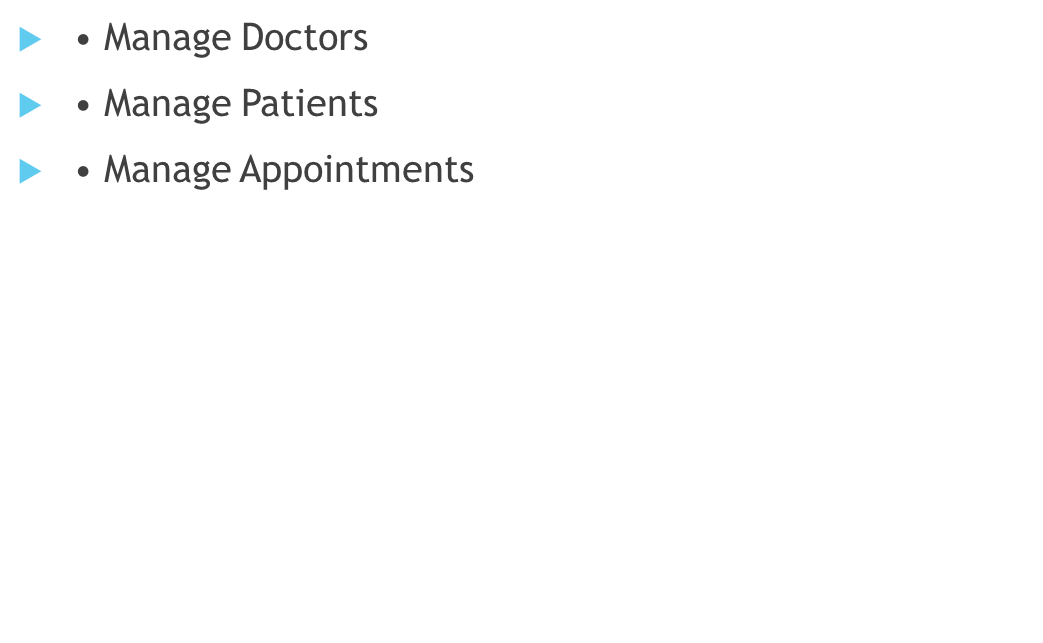 • Manage Doctors
• Manage Patients
• Manage Appointments